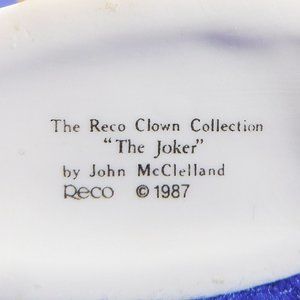 The Reco Clown Collection
"The Joker"
by John McClelland
Reco © 1987